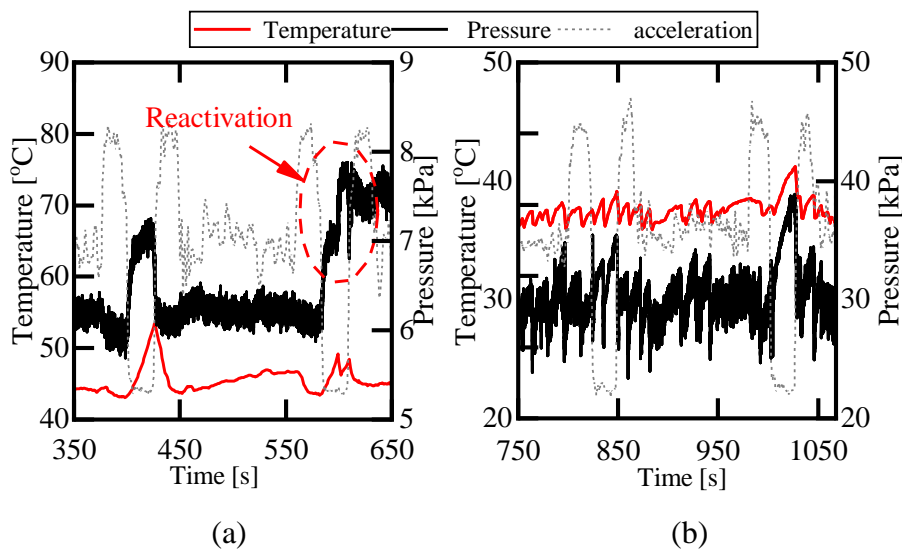 Temperature Pressure acceleration
90
80
70
60
50
40
Temperature [°C]
9
8
7
6
5
Pressure [kPa]
Reactivation
350 450 550 650
Time [s]
(a)
50
40
30
20
Temperature [°C]
50
40
30
20
Pressure [kPa]
750 850 950 1050
Time [s]
(b)